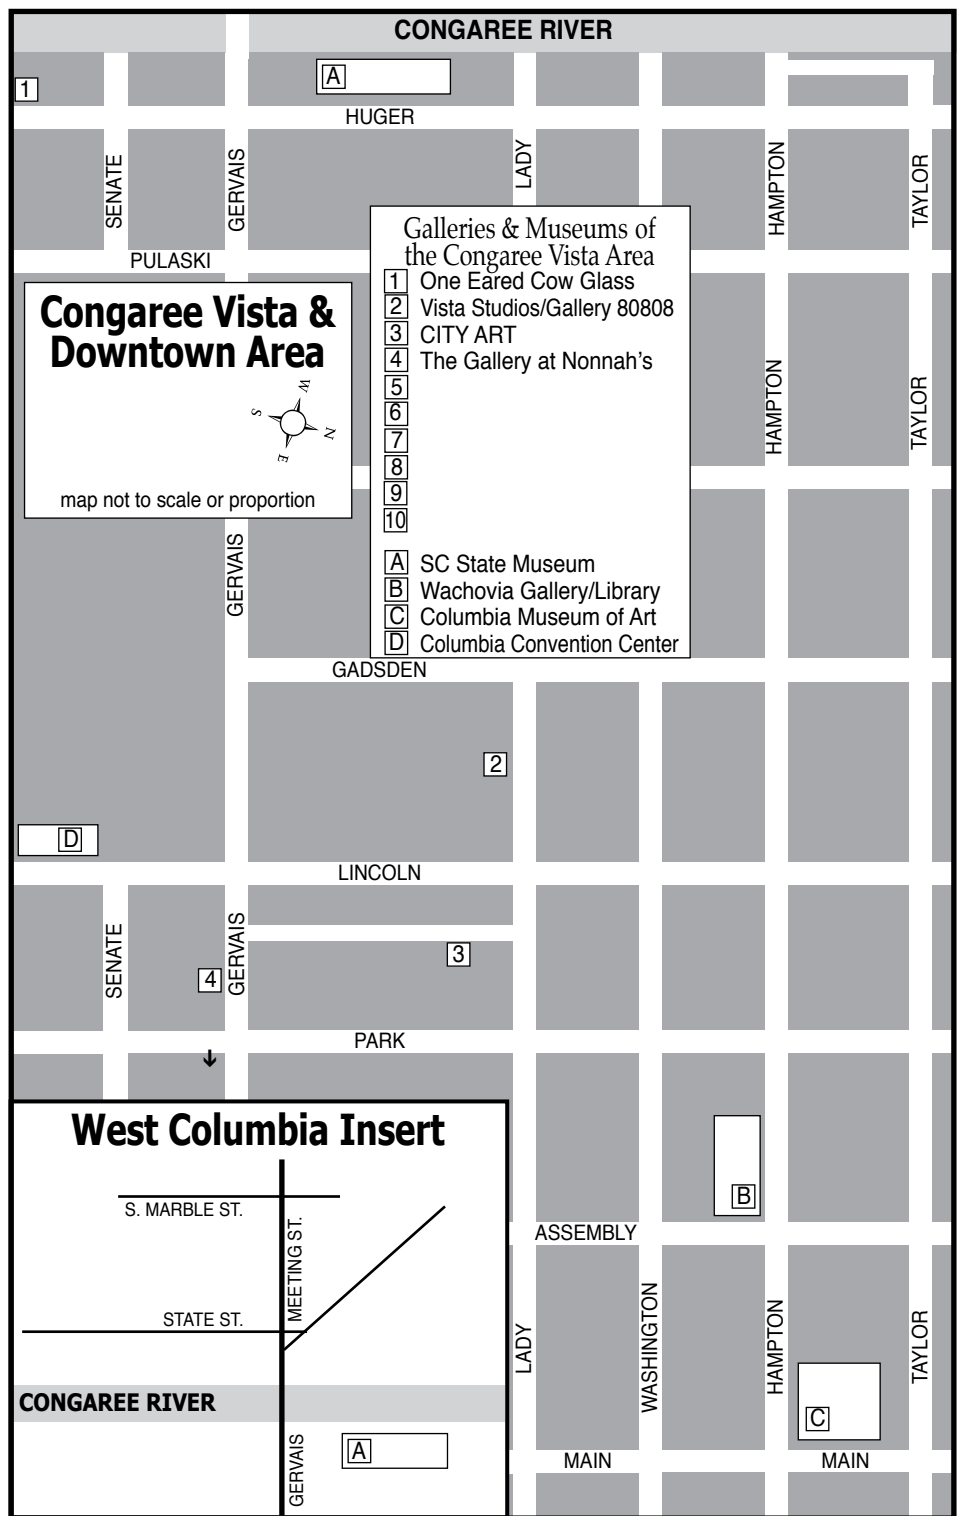 CONGAREE RIVER
1
A
HUGER
SENATE
GERVAIS
LADY
HAMPTON
TAYLOR
PULASKI
Galleries & Museums of
the Congaree Vista Area
1 One Eared Cow Glass
2 Vista Studios/Gallery 80808
3 CITY ART
4 The Gallery at Nonnah's
5
6
7
8
9
10
A SC State Museum
B Wachovia Gallery/Library
C Columbia Museum of Art
D Columbia Convention Center
Congaree Vista &
Downtown Area
W
S
N
E
map not to scale or proportion
HAMPTON
TAYLOR
GERVAIS
GADSDEN
2
D
LINCOLN
SENATE
GERVAIS
3
4
PARK
West Columbia Insert
S. MARBLE ST.
MEETING ST.
STATE ST.
CONGAREE RIVER
GERVAIS
A
B
ASSEMBLY
LADY
WASHINGTON
HAMPTON
TAYLOR
C
MAIN
MAIN